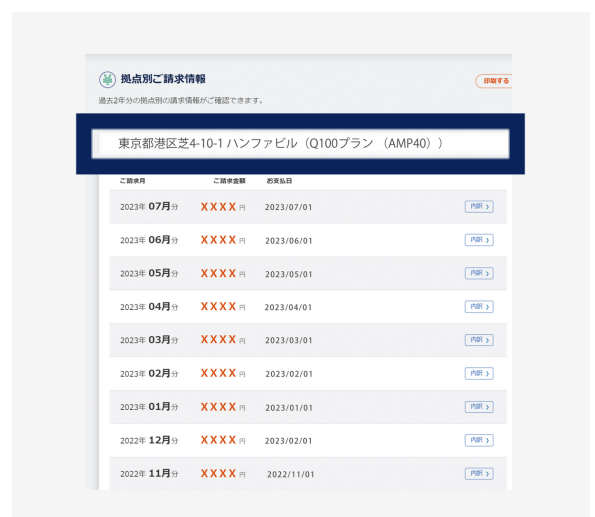 ¥ 拠点別ご請求情報
印刷する
過去2年分の拠点別の請求情報がご確認できます。
東京都港区芝4-10-1 ハンファビル（Q100プラン （AMP40））
ご請求月 ご請求金額 お支払日
2023年 07月分 XXXX 円 2023/07/01 内訳 >
2023年 06月分 XXXX 円 2023/06/01 内訳 >
2023年 05月分 XXXX 円 2023/05/01 内訳 >
2023年 04月分 XXXX 円 2023/04/01 内訳 >
2023年 03月分 XXXX 円 2023/03/01 内訳 >
2023年 02月分 XXXX 円 2023/02/01 内訳 >
2023年 01月分 XXXX 円 2023/01/01 内訳 >
2022年 12月分 XXXX 円 2023/02/01 内訳 >
2022年 11月分 XXXX 円 2022/11/01 内訳 >